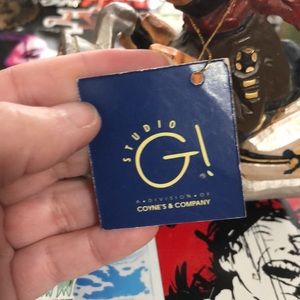 STUDIO
G!
A • DIVISION • OF
COYNE'S & COMPANY